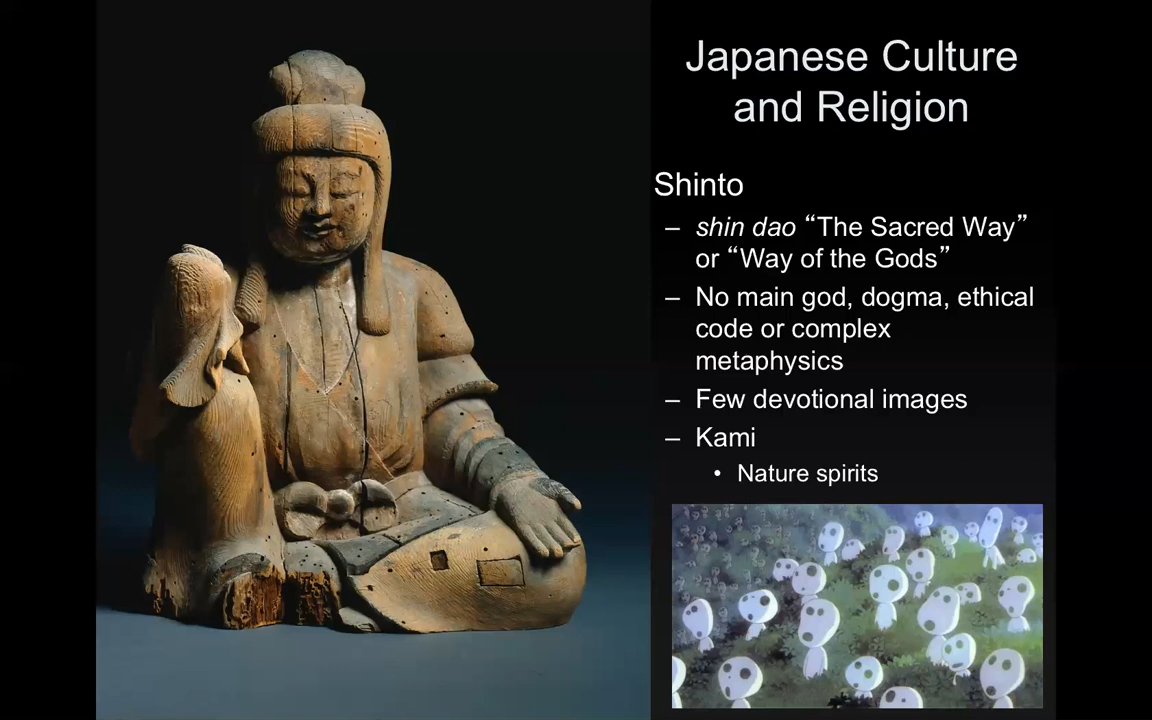 Japanese Culture
and Religion
Shinto
– shin dao “The Sacred Way”
or “Way of the Gods”
– No main god, dogma, ethical
code or complex
metaphysics
– Few devotional images
– Kami
• Nature spirits